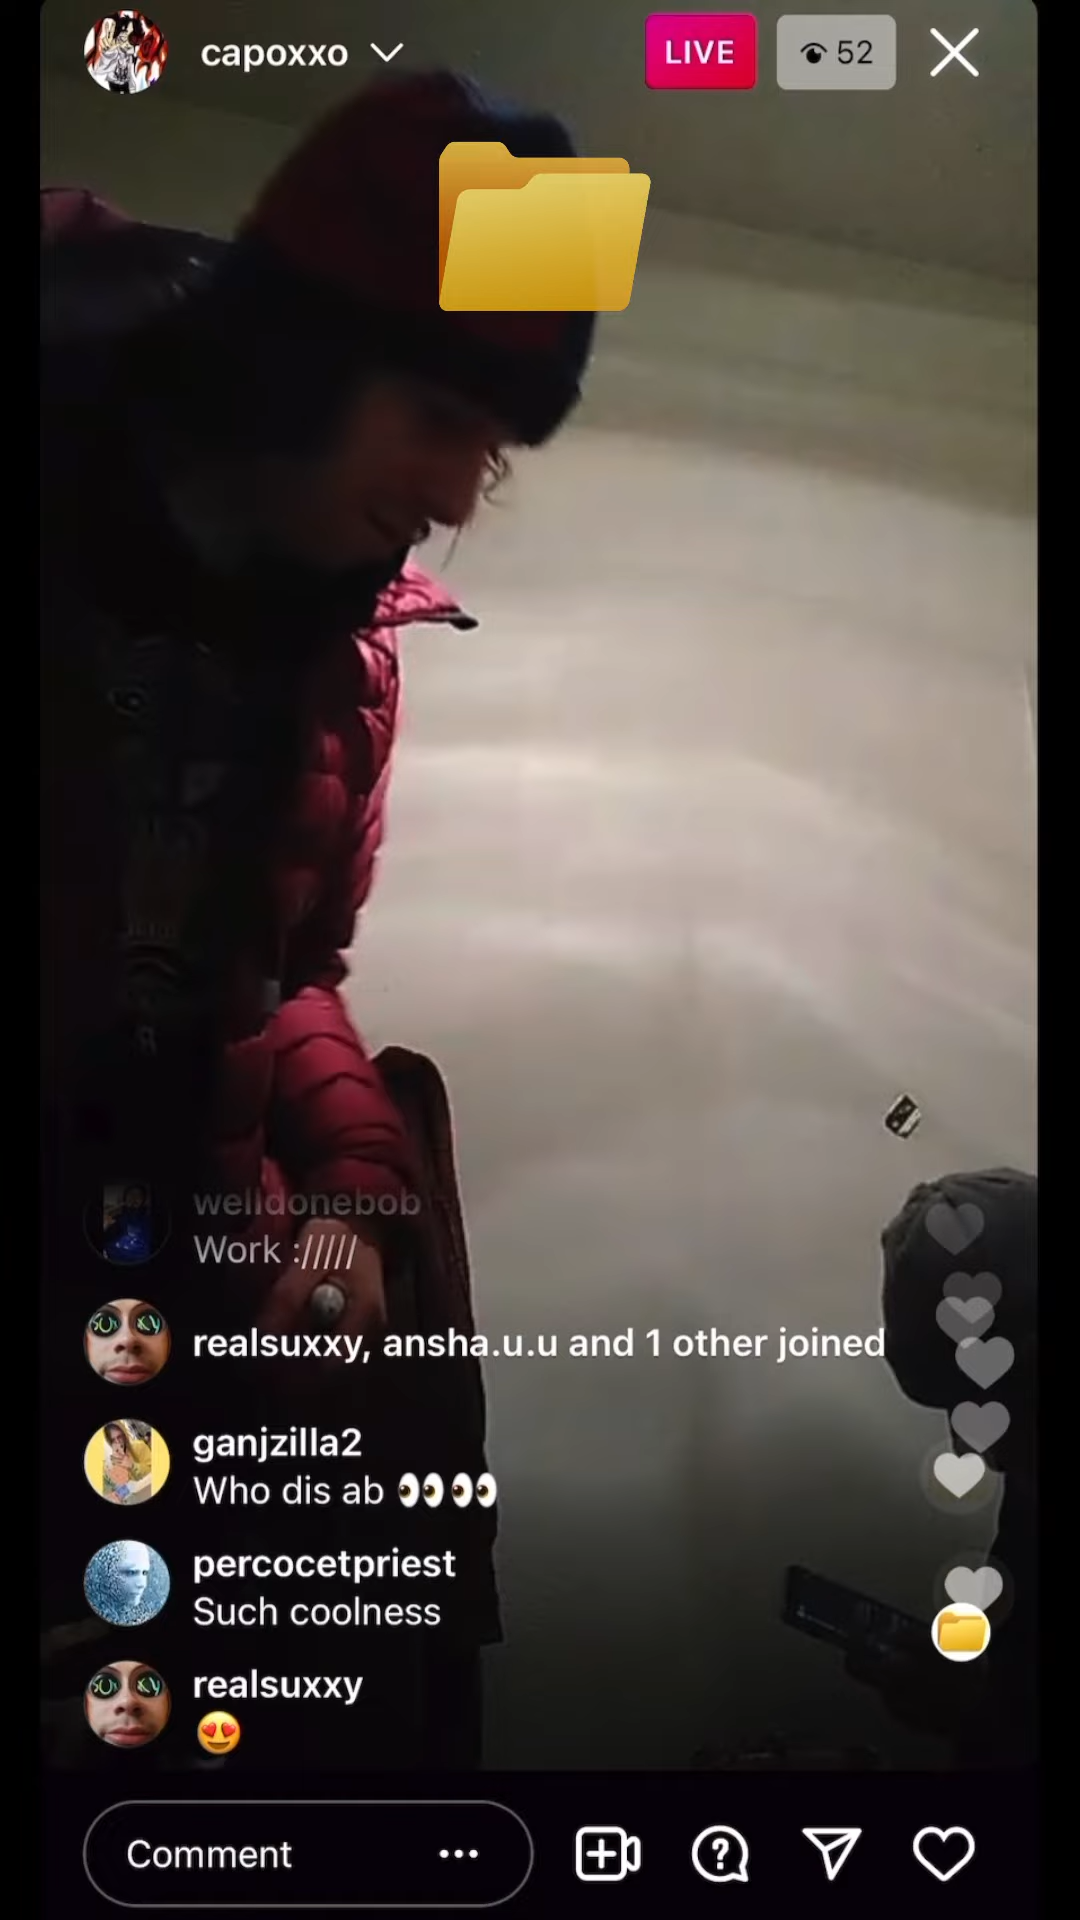 capoxxo
LIVE
52
welldonebob
Work ://///
realsuxxy, ansha.u.u and 1 other joined
ganjzilla2
Who dis ab 👀👀
percocetpriest
Such coolness
realsuxxy
😍
Comment